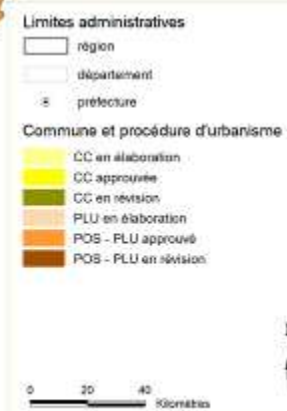 Limites administratives
région
département
préfecture
Commune et procédure d'urbanisme
CC en élaboration
CC approuvée
CC en révision
PLU en élaboration
POS - PLU approuvé
POS - PLU en révision
0 20 40
Kilomètres